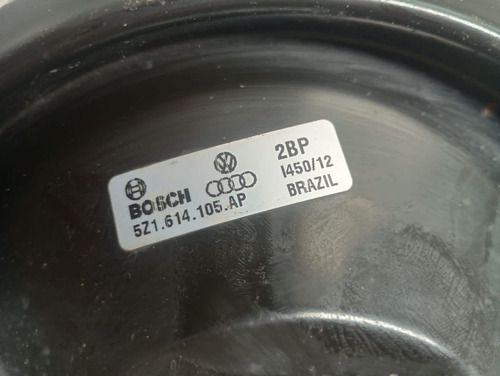 BOSCH
5Z1.614.105.AP
2BP
I450/12
BRAZIL